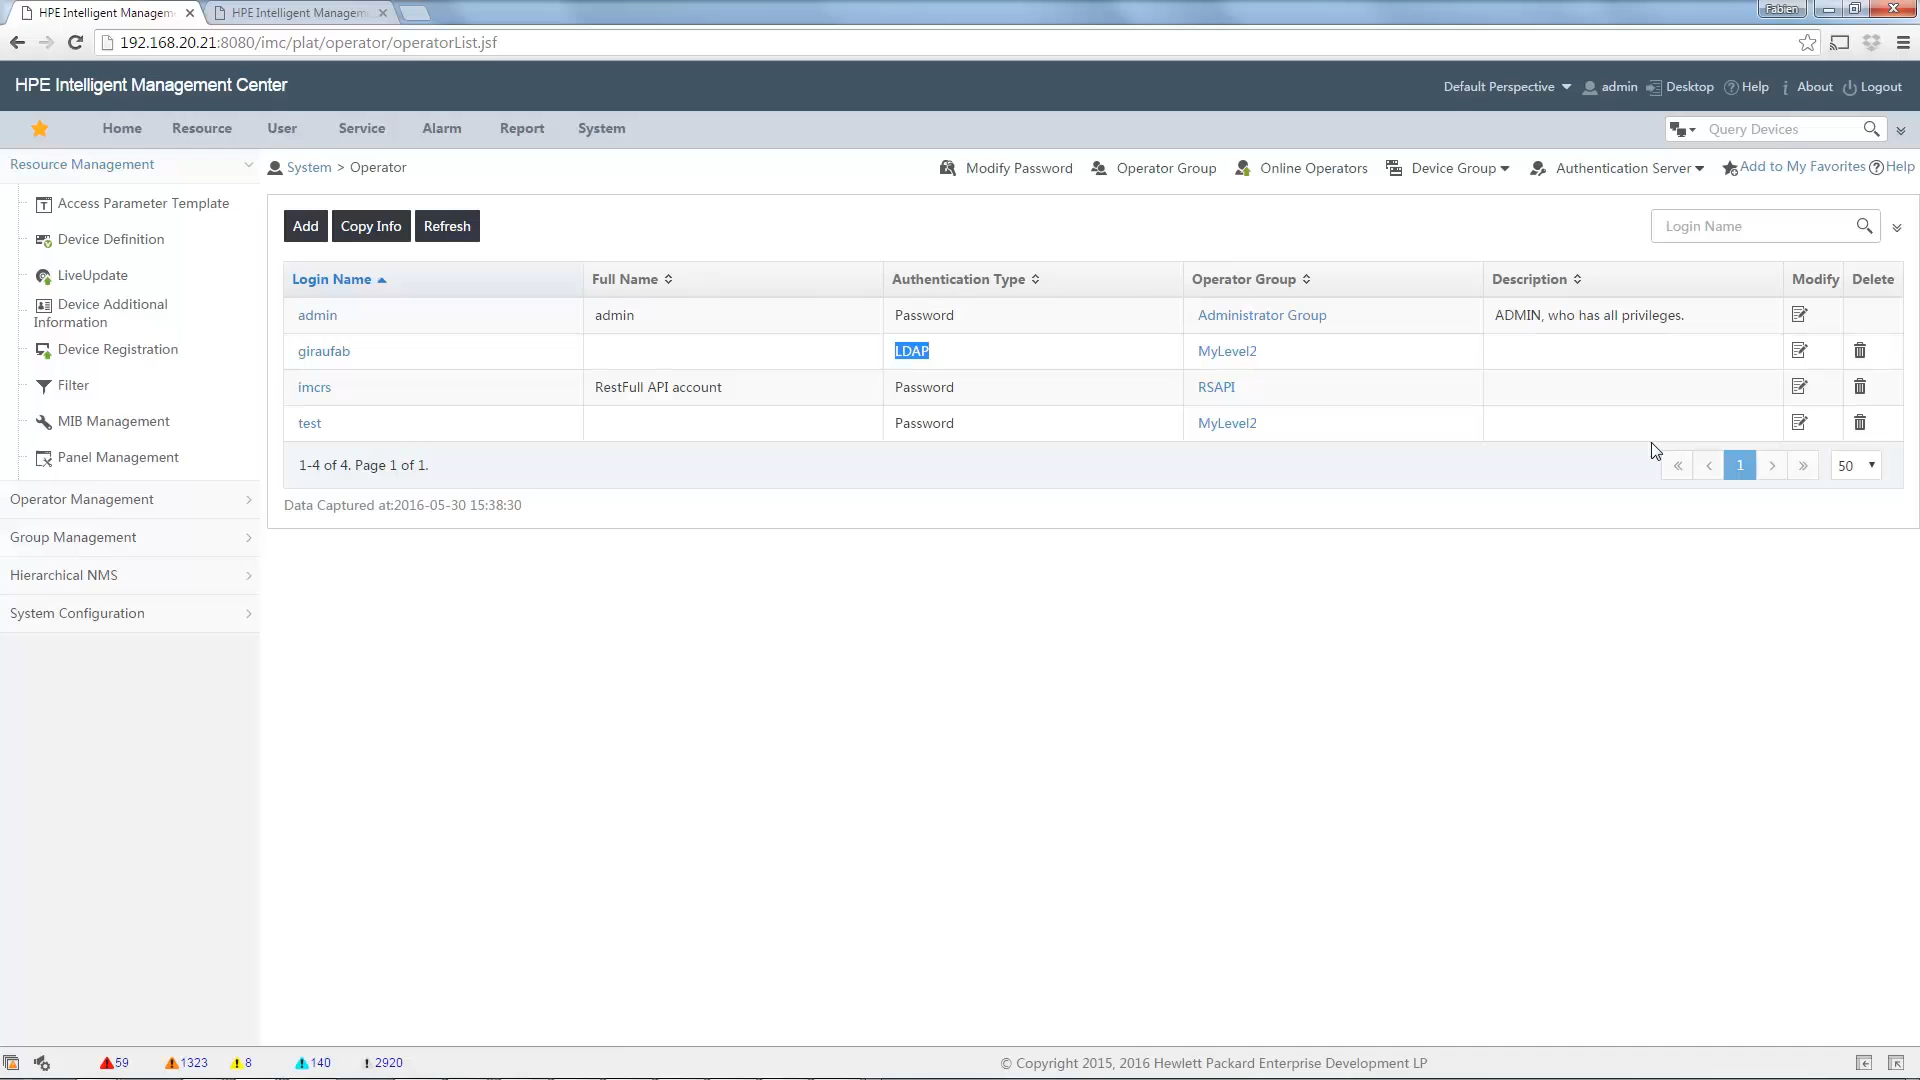 HPE Intelligent Managem
HPE Intelligent Managem
Fabien
192.168.20.21:8080/imc/plat/operator/operatorList.jsf
HPE Intelligent Management Center
Default Perspective
admin
Desktop
Help
About
Logout
Home
Resource
User
Service
Alarm
Report
System
Query Devices
Resource Management
Access Parameter Template
Device Definition
LiveUpdate
Device Additional
Information
Device Registration
Filter
MIB Management
Panel Management
Operator Management
Group Management
Hierarchical NMS
System Configuration
System > Operator
Modify Password
Operator Group
Online Operators
Device Group
Authentication Server
Add to My Favorites
Help
Add
Copy Info
Refresh
Login Name
Login Name Full Name Authentication Type Operator Group Description Modify Delete
admin admin Password Administrator Group ADMIN, who has all privileges.
giraufab LDAP MyLevel2
imcrs RestFull API account Password RSAPI
test Password MyLevel2
1-4 of 4. Page 1 of 1.
« ‹ 1 › »
50
Data Captured at:2016-05-30 15:38:30
59
1323
8
140
2920
© Copyright 2015, 2016 Hewlett Packard Enterprise Development LP